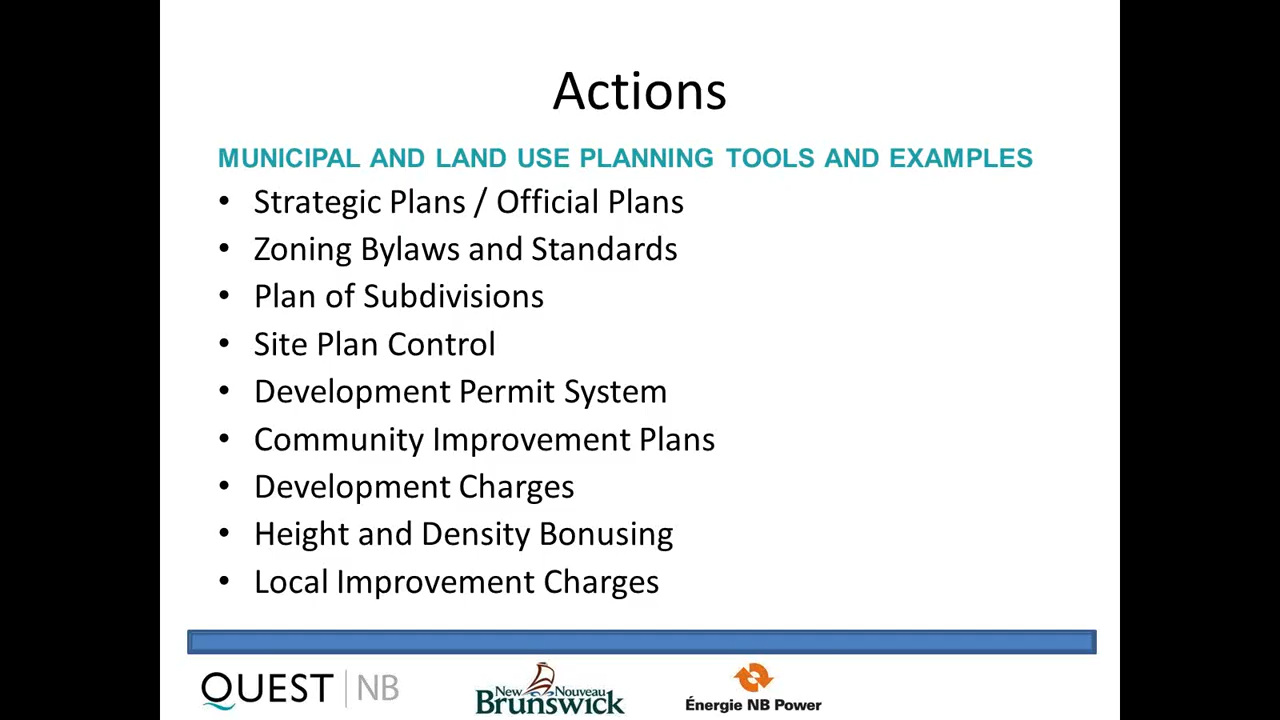 Actions
MUNICIPAL AND LAND USE PLANNING TOOLS AND EXAMPLES
• Strategic Plans / Official Plans
• Zoning Bylaws and Standards
• Plan of Subdivisions
• Site Plan Control
• Development Permit System
• Community Improvement Plans
• Development Charges
• Height and Density Bonusing
• Local Improvement Charges
QUEST | NB
New Nouveau
Brunswick
Énergie NB Power